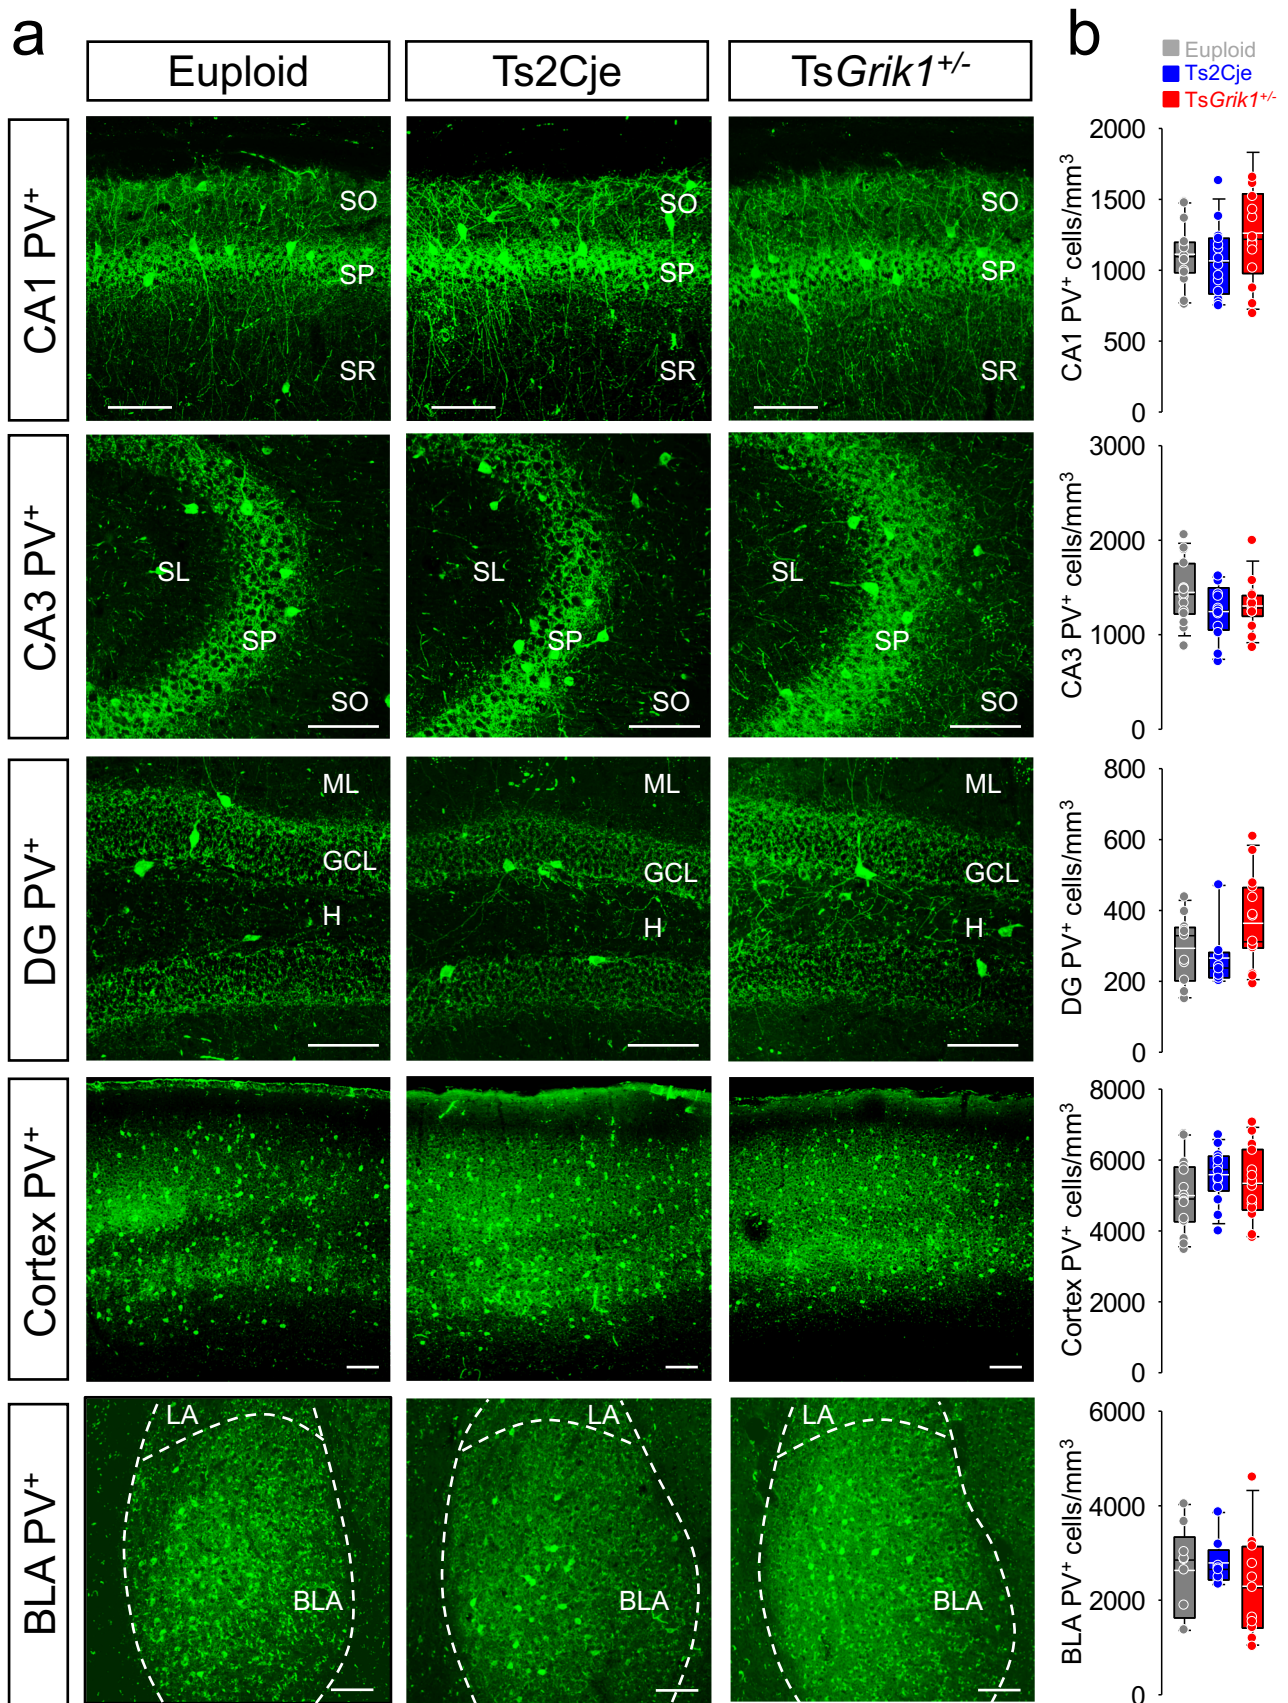 a
b
Euploid
Ts2Cje
TsGrik1+/-
Euploid
Ts2Cje
TsGrik1+/-
CA1 PV+
SO
SP
SR
SO
SP
SR
SO
SP
SR
CA1 PV+ cells/mm3
2000
1500
1000
500
0
CA3 PV+
SL
SP
SO
SL
SP
SO
SL
SP
SO
CA3 PV+ cells/mm3
3000
2000
1000
0
DG PV+
ML
GCL
H
ML
GCL
H
ML
GCL
H
DG PV+ cells/mm3
800
600
400
200
0
Cortex PV+
Cortex PV+ cells/mm3
8000
6000
4000
2000
0
BLA PV+
LA
BLA
LA
BLA
LA
BLA
BLA PV+ cells/mm3
6000
4000
2000
0